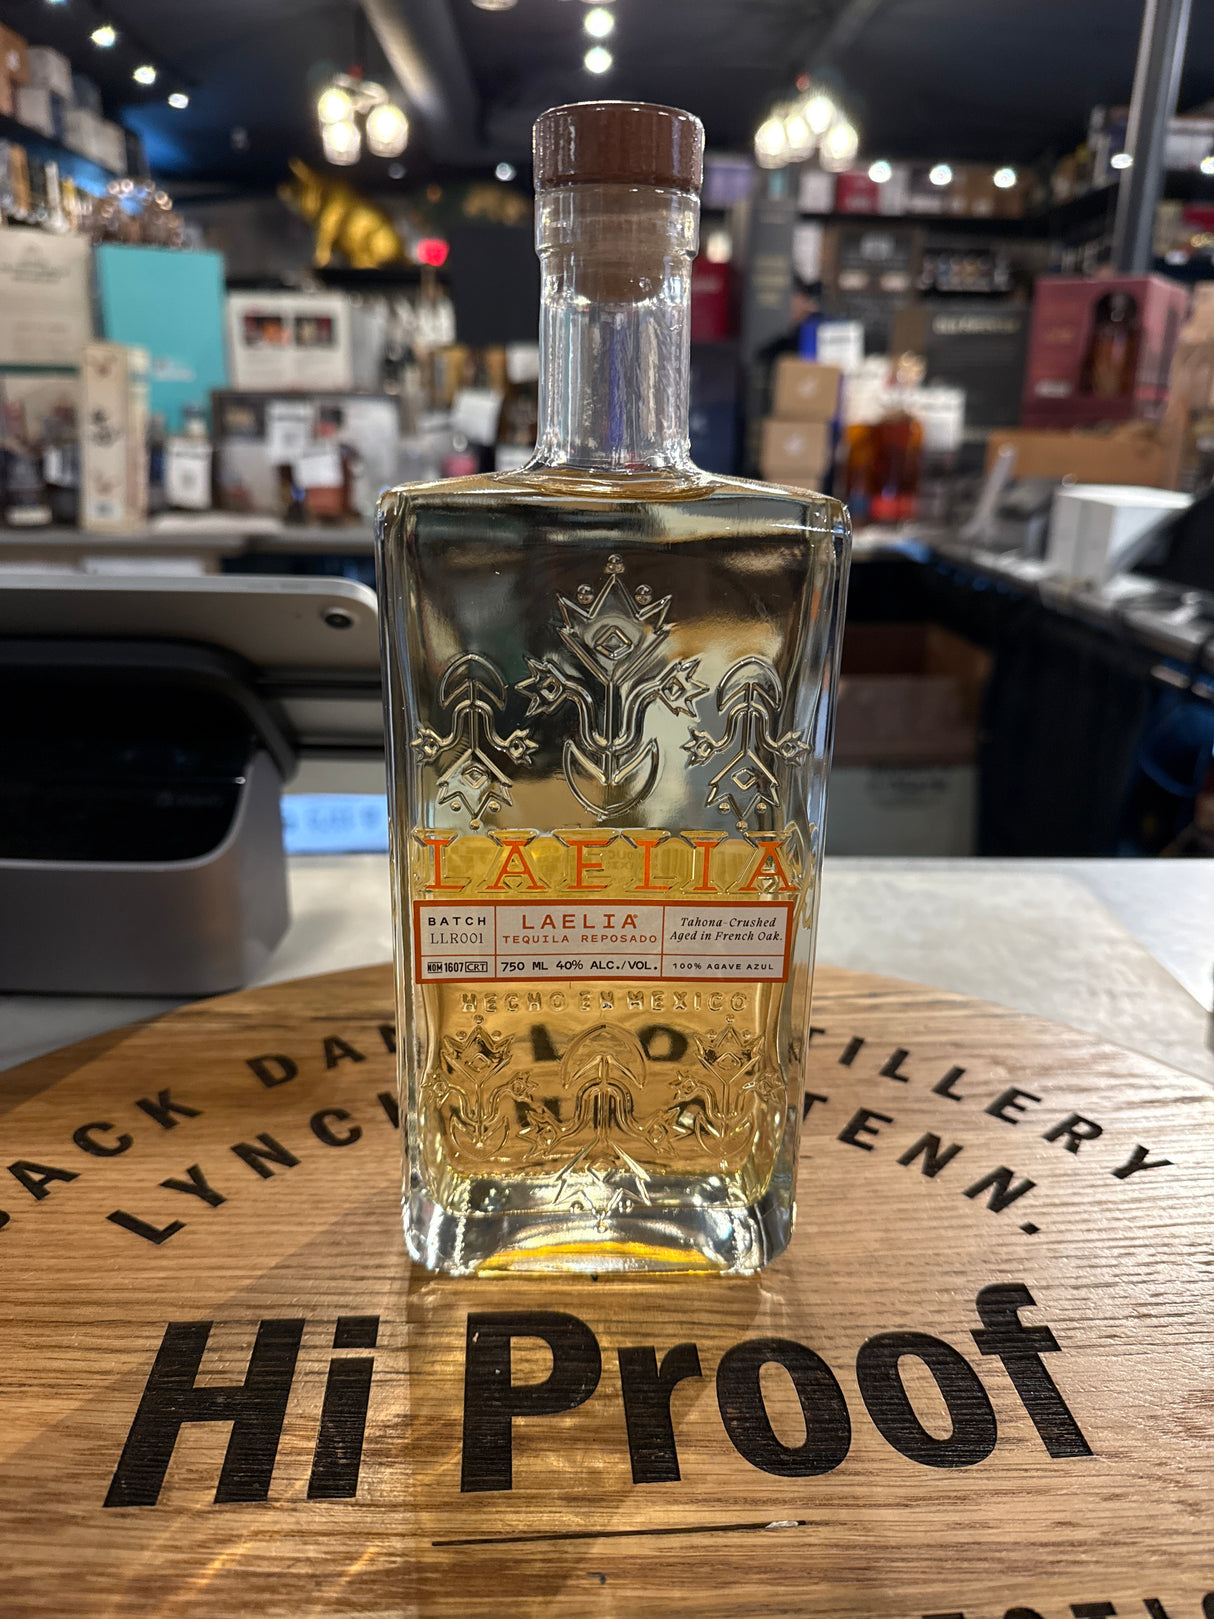 LAELIA
BATCH
LLR001
LAELIA
TEQUILA REPOSADO
Tahona-Crushed
Aged in French Oak.
NOM 1607 CRT
750 ML 40% ALC./VOL.
100% AGAVE AZUL
HECHO EN MEXICO
TILLERY
TENN.
Hi Proof